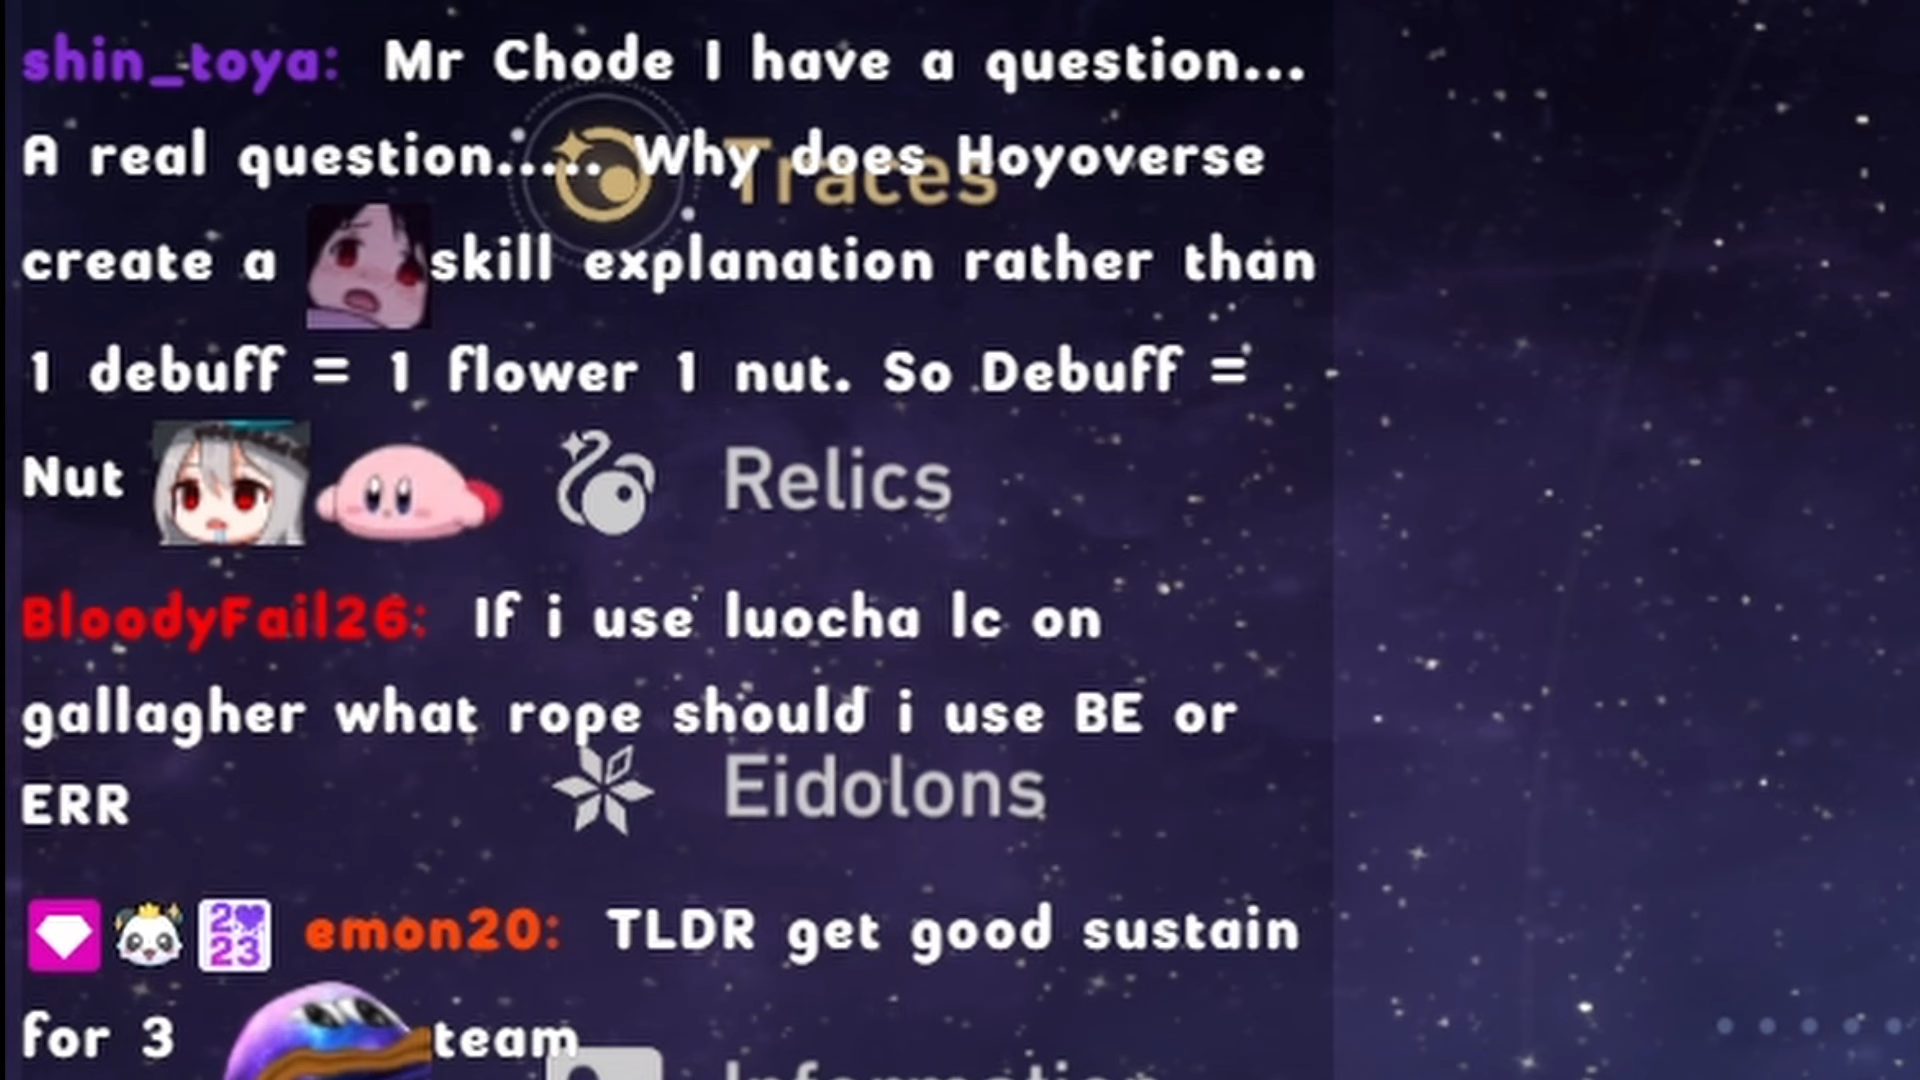 shin_toya: Mr Chode I have a question...
A real question..... Why does Hoyoverse
Traces
create a skill explanation rather than
1 debuff = 1 flower 1 nut. So Debuff =
Nut
Relics
BloodyFail26: If i use luocha lc on
gallagher what rope should i use BE or
ERR
Eidolons
2023 emon20: TLDR get good sustain
for 3 team
Information